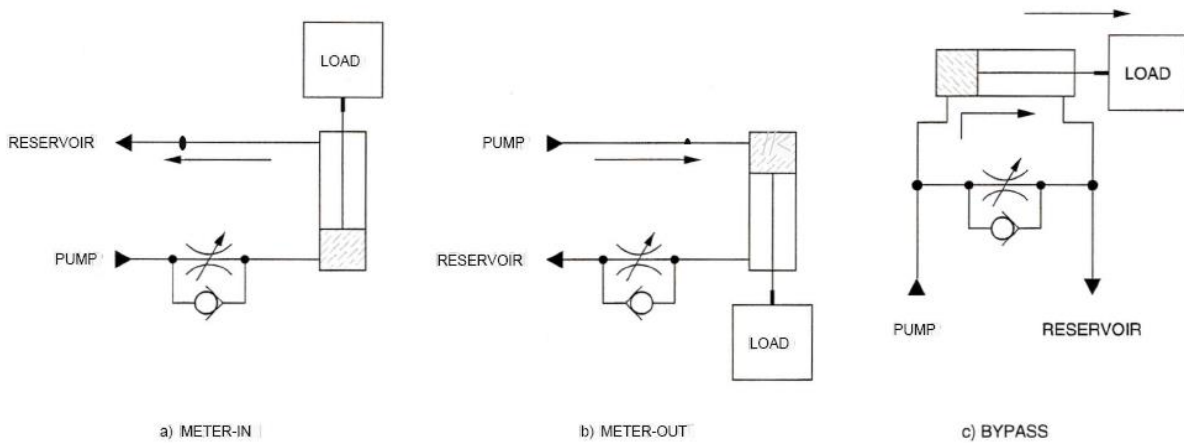 LOAD
RESERVOIR
PUMP
a) METER-IN
PUMP
RESERVOIR
LOAD
b) METER-OUT
LOAD
PUMP
RESERVOIR
c) BYPASS